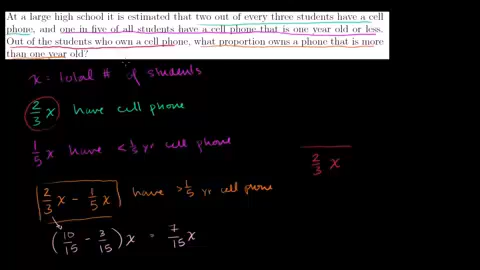 At a large high school it is estimated that two out of every three students have a cell
phone, and one in five of all students have a cell phone that is one year old or less.
Out of the students who own a cell phone, what proportion owns a phone that is more
than one year old?
x = total # of students
2/3 x have cell phone
1/5 x have < 1/5 yr cell phone
2/3 x
2/3 x - 1/5 x have > 1/5 yr cell phone
(10/15 - 3/15) x = 7/15 x